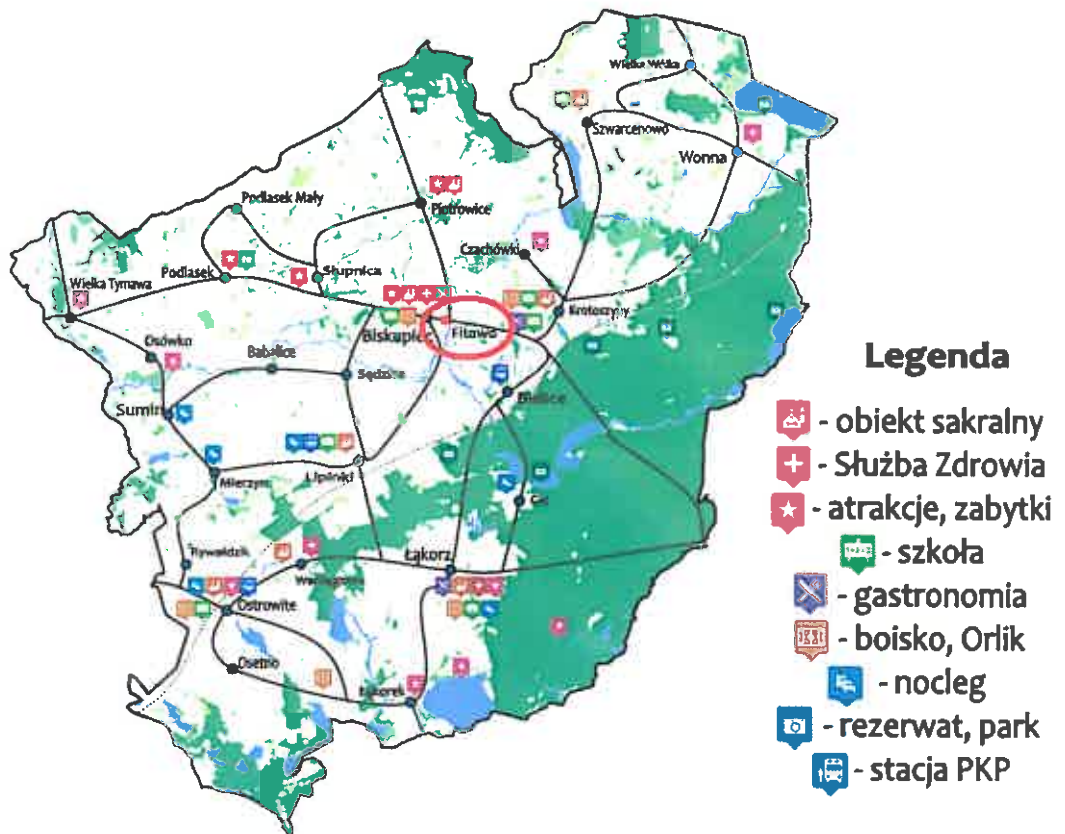 Wielka Wólka
Szwarcenowo
Wonna
Podlasek Mały
Piotrowice
Czachówki
Podlasek
Słupnica
Wielka Tymawa
Krotoszyny
Biskupiec
Fitowo
Osówko
Babalice
Sędzice
Bielice
Sumin
Lipinki
Mierzyn
Gaj
Rywałdzik
Łąkorz
Ostrowite
Osetno
Łąkorek
Legenda
- obiekt sakralny
- Służba Zdrowia
- atrakcje, zabytki
- szkoła
- gastronomia
- boisko, Orlik
- nocleg
- rezerwat, park
- stacja PKP